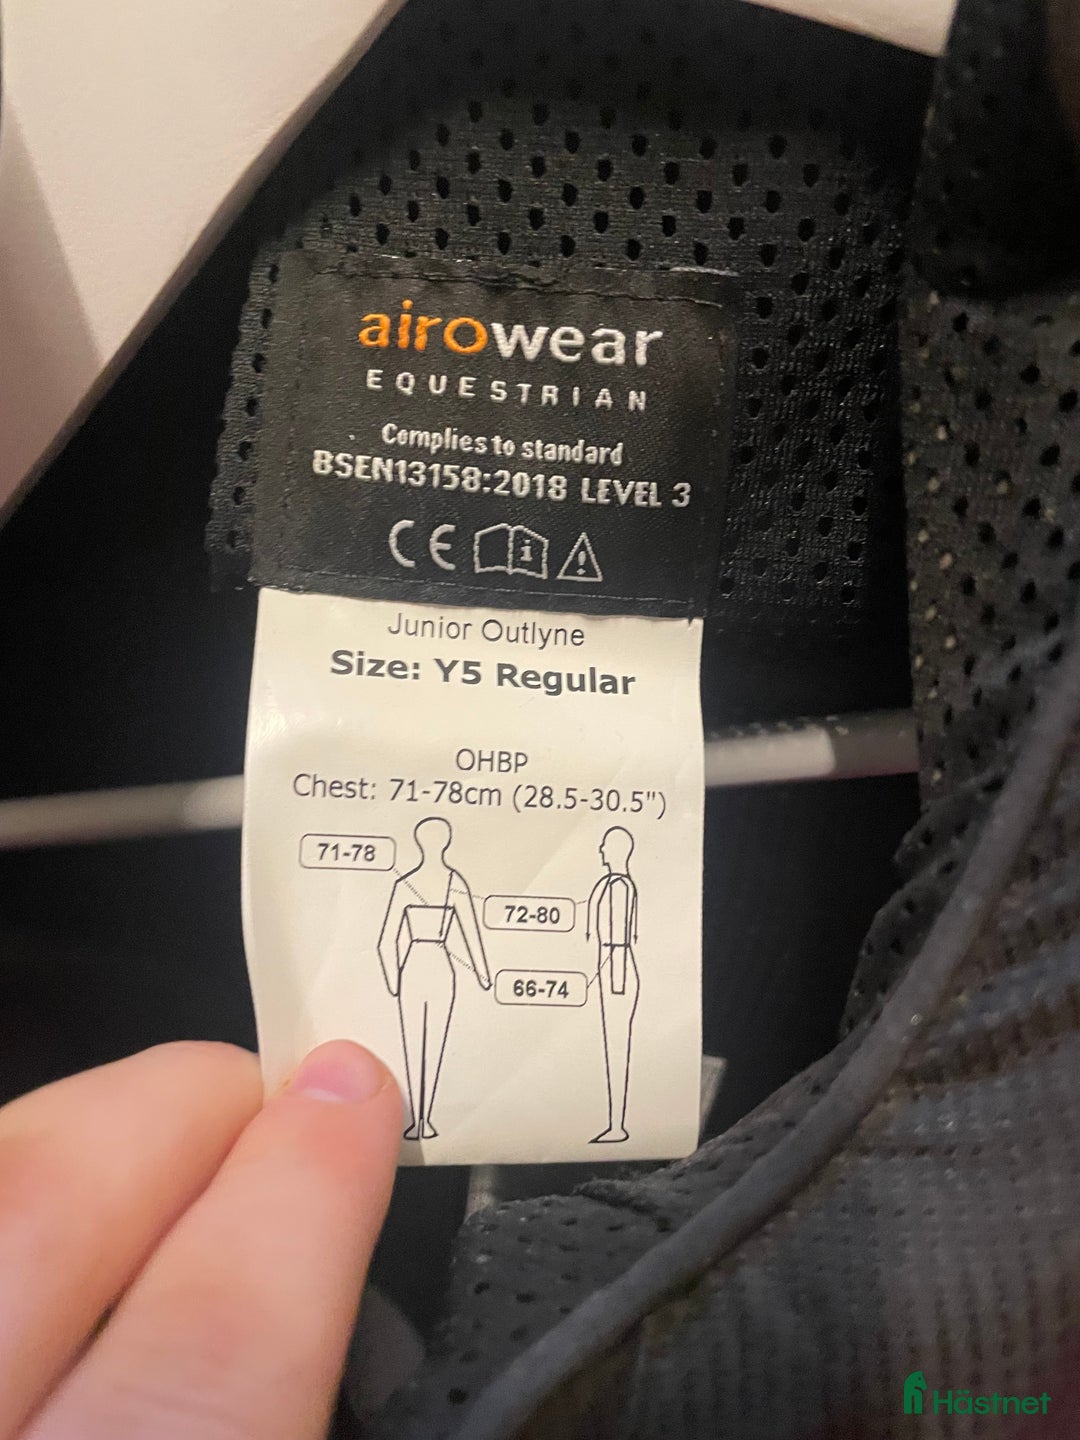 airowear
EQUESTRIAN
Complies to standard
BSEN13158:2018 LEVEL 3
CE i !
Junior Outlyne
Size: Y5 Regular
OHBP
Chest: 71-78cm (28.5-30.5")
71-78
72-80
66-74
Hästnet